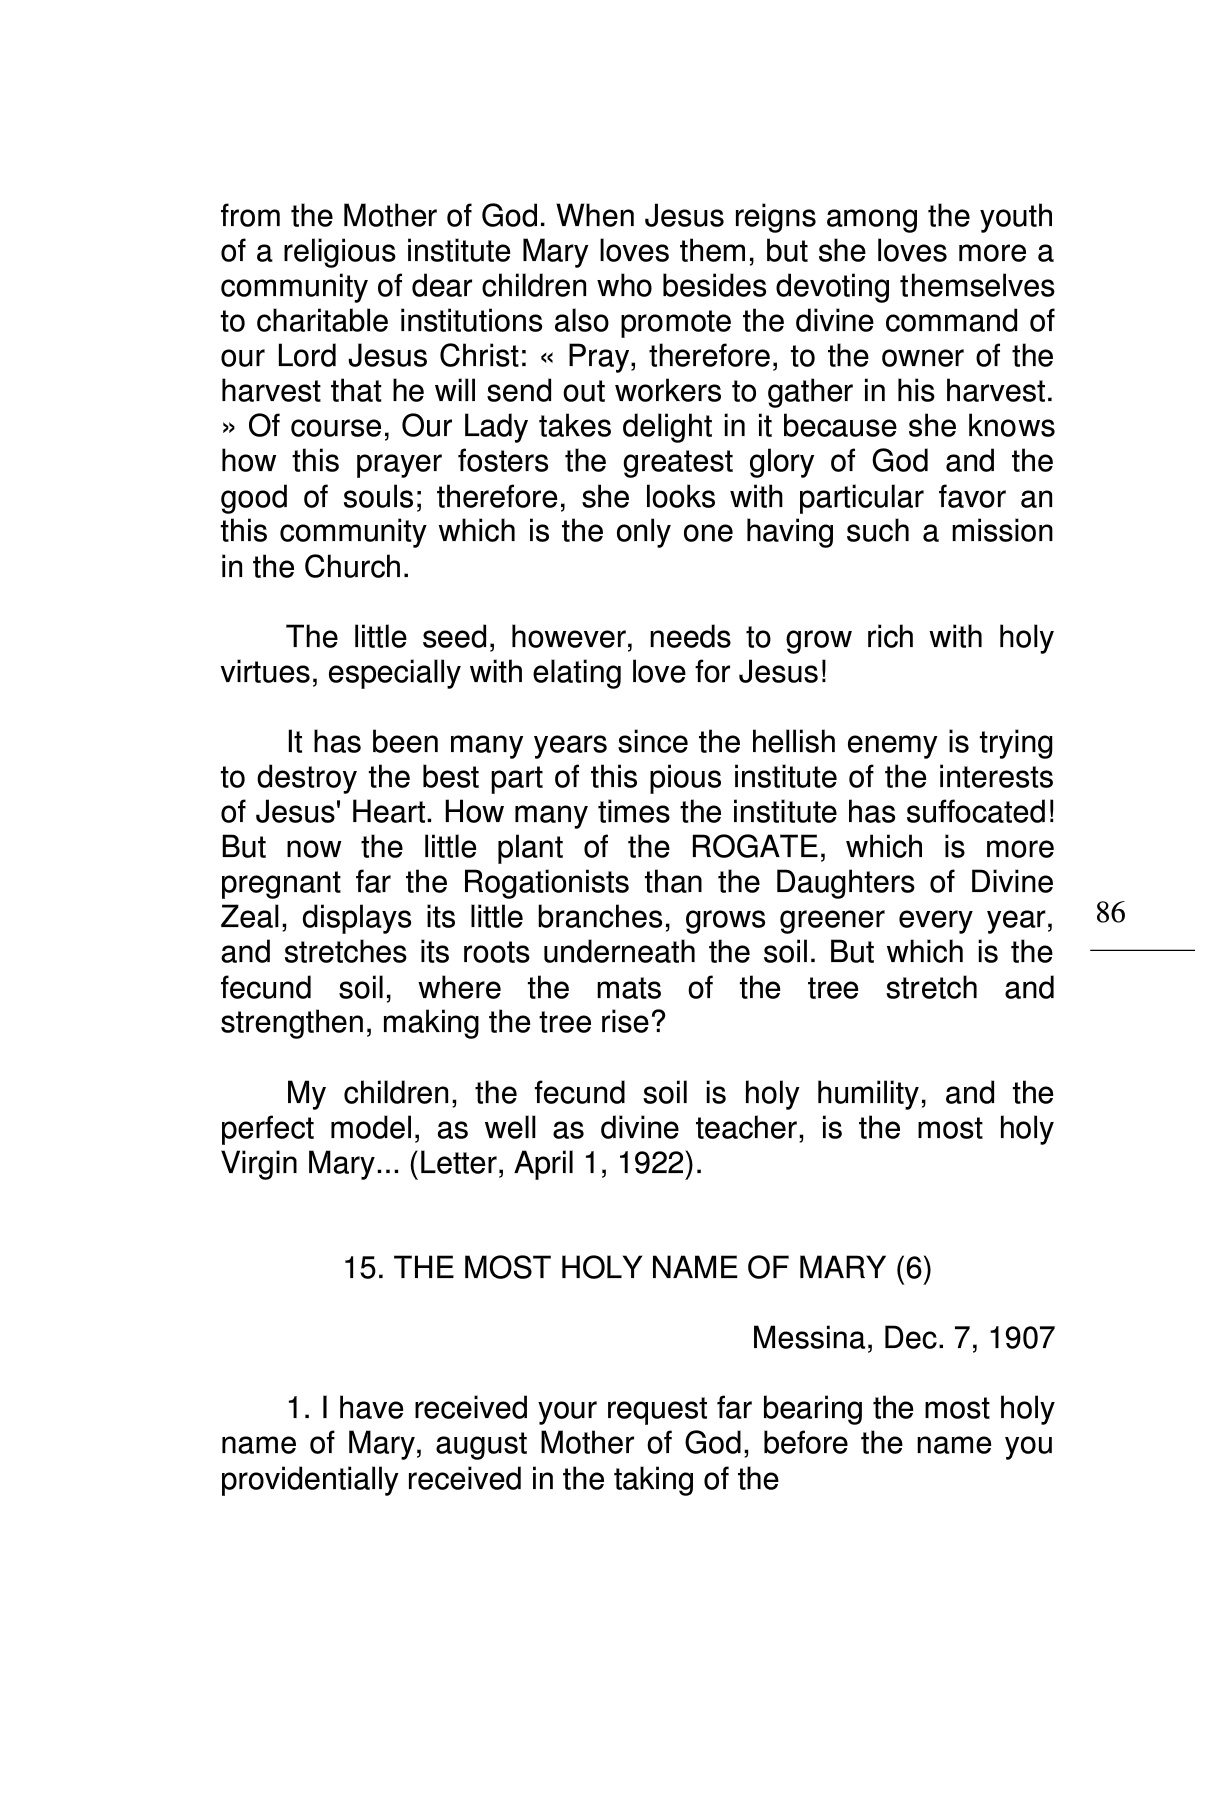 from the Mother of God. When Jesus reigns among the youth
of a religious institute Mary loves them, but she loves more a
community of dear children who besides devoting themselves
to charitable institutions also promote the divine command of
our Lord Jesus Christ: « Pray, therefore, to the owner of the
harvest that he will send out workers to gather in his harvest.
» Of course, Our Lady takes delight in it because she knows
how this prayer fosters the greatest glory of God and the
good of souls; therefore, she looks with particular favor an
this community which is the only one having such a mission
in the Church.
The little seed, however, needs to grow rich with holy
virtues, especially with elating love for Jesus!
It has been many years since the hellish enemy is trying
to destroy the best part of this pious institute of the interests
of Jesus' Heart. How many times the institute has suffocated!
But now the little plant of the ROGATE, which is more
pregnant far the Rogationists than the Daughters of Divine
Zeal, displays its little branches, grows greener every year,
and stretches its roots underneath the soil. But which is the
fecund soil, where the mats of the tree stretch and
strengthen, making the tree rise?
My children, the fecund soil is holy humility, and the
perfect model, as well as divine teacher, is the most holy
Virgin Mary... (Letter, April 1, 1922).
15. THE MOST HOLY NAME OF MARY (6)
Messina, Dec. 7, 1907
1. I have received your request far bearing the most holy
name of Mary, august Mother of God, before the name you
providentially received in the taking of the
86